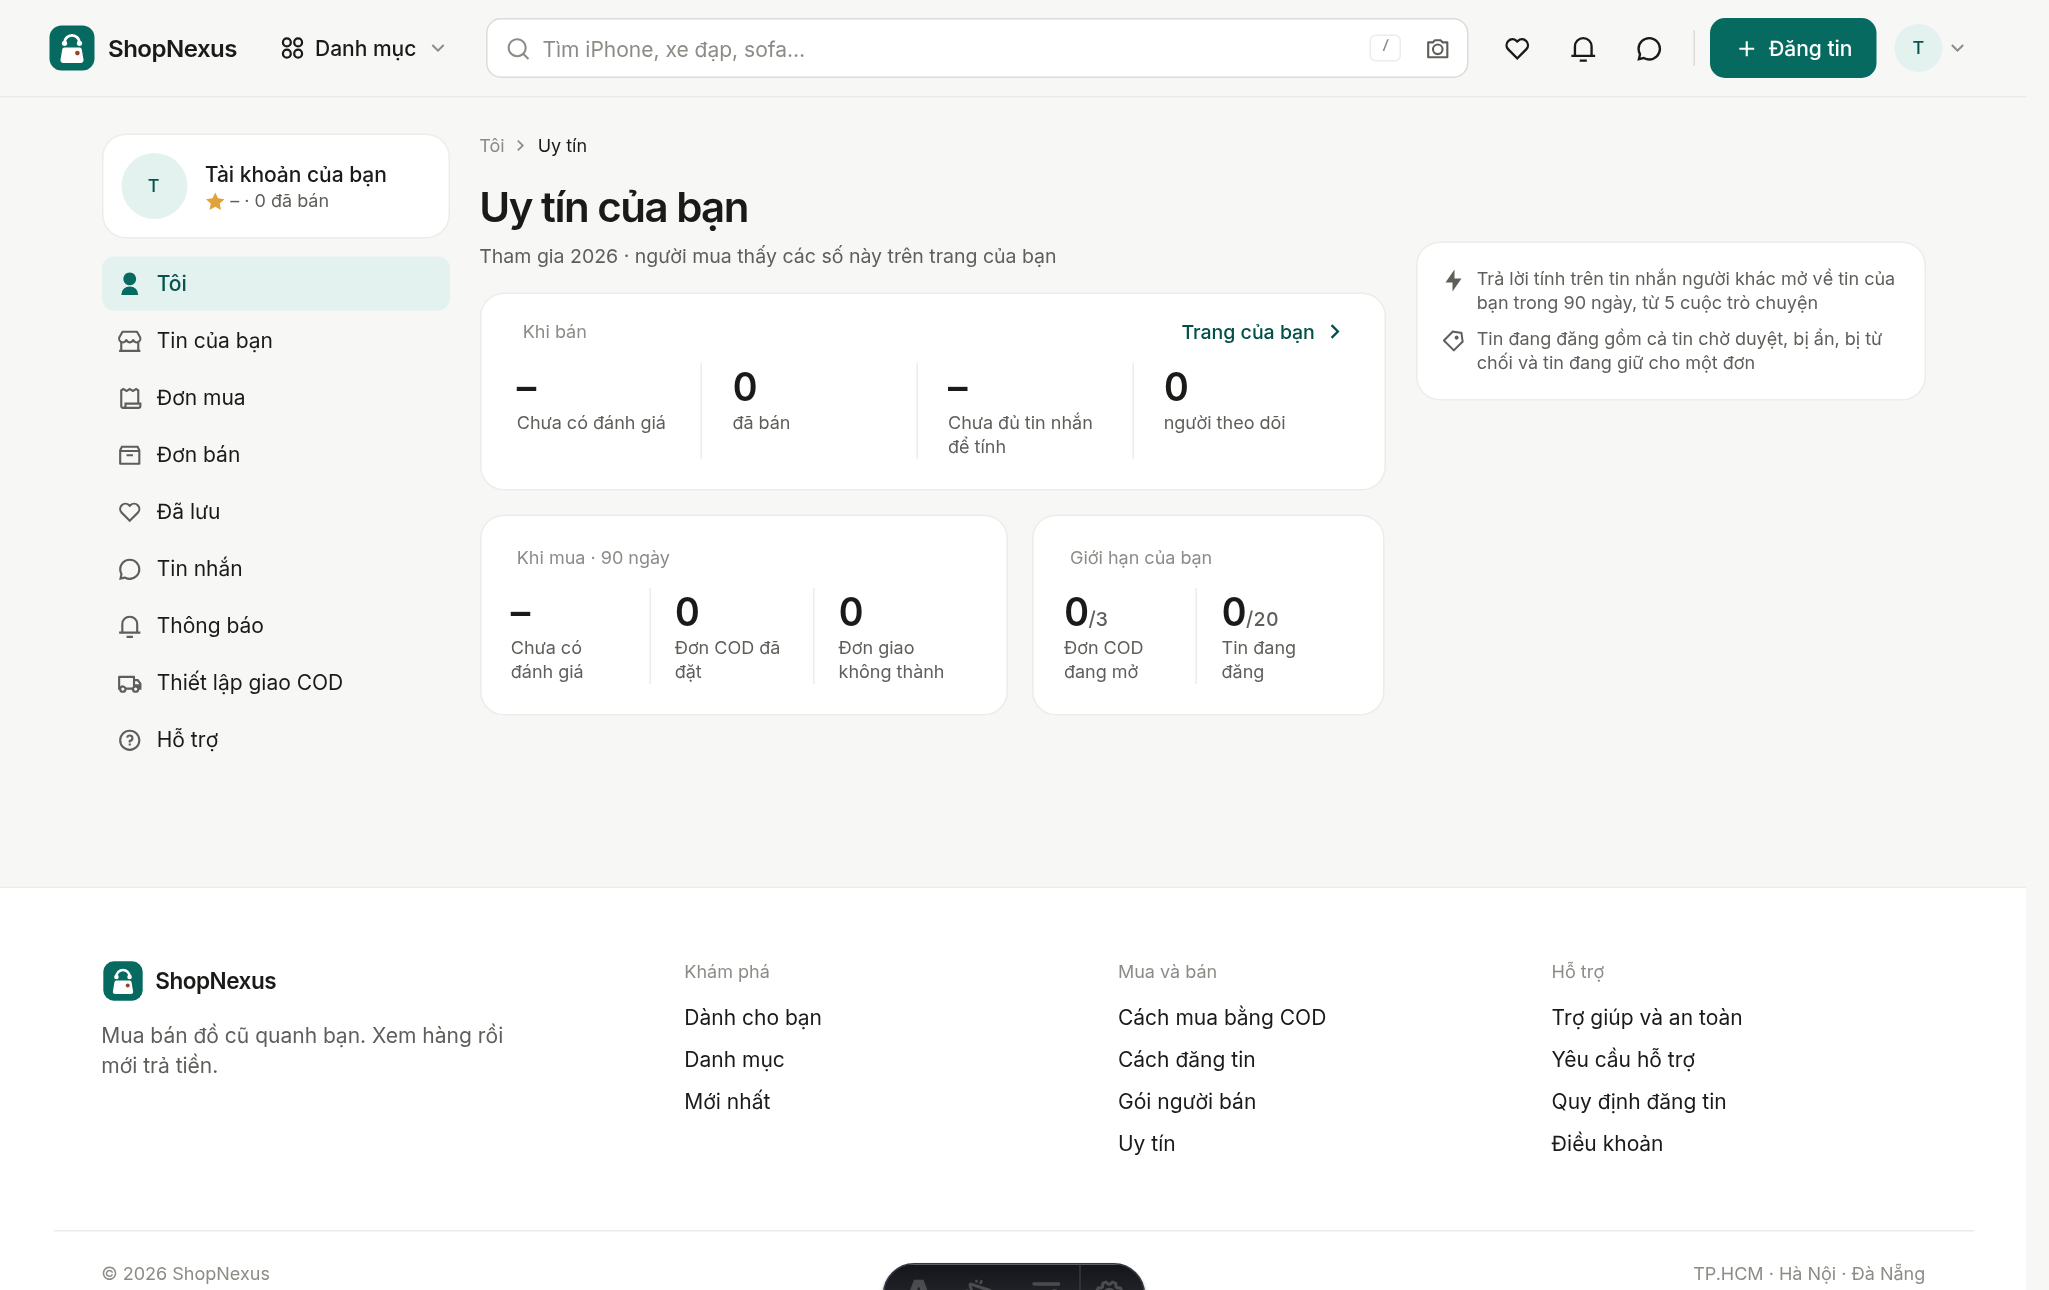 ShopNexus
Danh mục
Tìm iPhone, xe đạp, sofa...
/
Đăng tin
T
T
Tài khoản của bạn
– · 0 đã bán
Tôi
Tin của bạn
Đơn mua
Đơn bán
Đã lưu
Tin nhắn
Thông báo
Thiết lập giao COD
Hỗ trợ
Tôi
Uy tín
Uy tín của bạn
Tham gia 2026 · người mua thấy các số này trên trang của bạn
Khi bán
Trang của bạn
–
Chưa có đánh giá
0
đã bán
–
Chưa đủ tin nhắn
để tính
0
người theo dõi
Khi mua · 90 ngày
–
Chưa có
đánh giá
0
Đơn COD đã
đặt
0
Đơn giao
không thành
Giới hạn của bạn
0/3
Đơn COD
đang mở
0/20
Tin đang
đăng
Trả lời tính trên tin nhắn người khác mở về tin của
bạn trong 90 ngày, từ 5 cuộc trò chuyện
Tin đang đăng gồm cả tin chờ duyệt, bị ẩn, bị từ
chối và tin đang giữ cho một đơn
ShopNexus
Mua bán đồ cũ quanh bạn. Xem hàng rồi
mới trả tiền.
Khám phá
Dành cho bạn
Danh mục
Mới nhất
Mua và bán
Cách mua bằng COD
Cách đăng tin
Gói người bán
Uy tín
Hỗ trợ
Trợ giúp và an toàn
Yêu cầu hỗ trợ
Quy định đăng tin
Điều khoản
© 2026 ShopNexus
TP.HCM · Hà Nội · Đà Nẵng